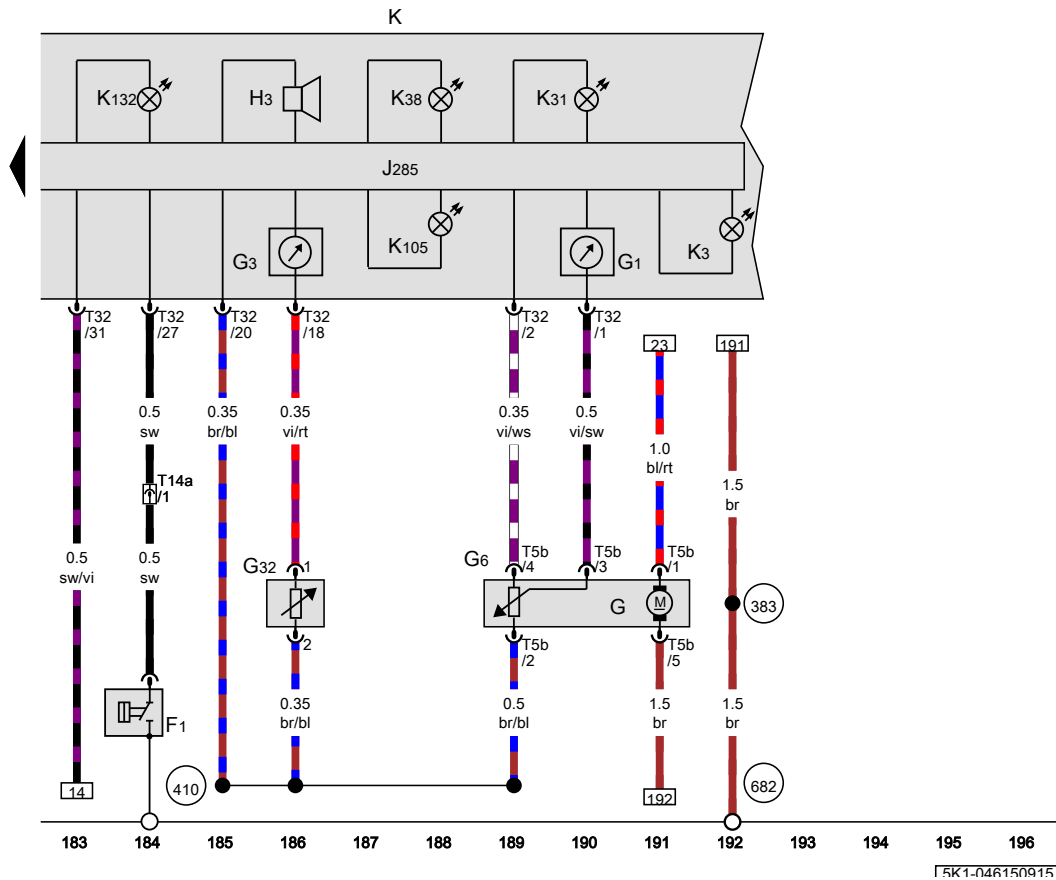 K
K132
H3
K38
K31
J285
K105
K3
G3
G1
T32
/31
T32
/27
T32
/20
T32
/18
T32
/2
T32
/1
23
191
0.5
sw
0.35
br/bl
0.35
vi/rt
0.35
vi/ws
0.5
vi/sw
1.0
bl/rt
1.5
br
T14a
/1
0.5
sw/vi
0.5
sw
G32
1
G6
T5b
/4
T5b
/3
T5b
/1
G
M
383
2
T5b
/2
T5b
/5
F1
0.35
br/bl
0.5
br/bl
1.5
br
1.5
br
14
410
192
682
183 184 185 186 187 188 189 190 191 192 193 194 195 196
5K1-046150915